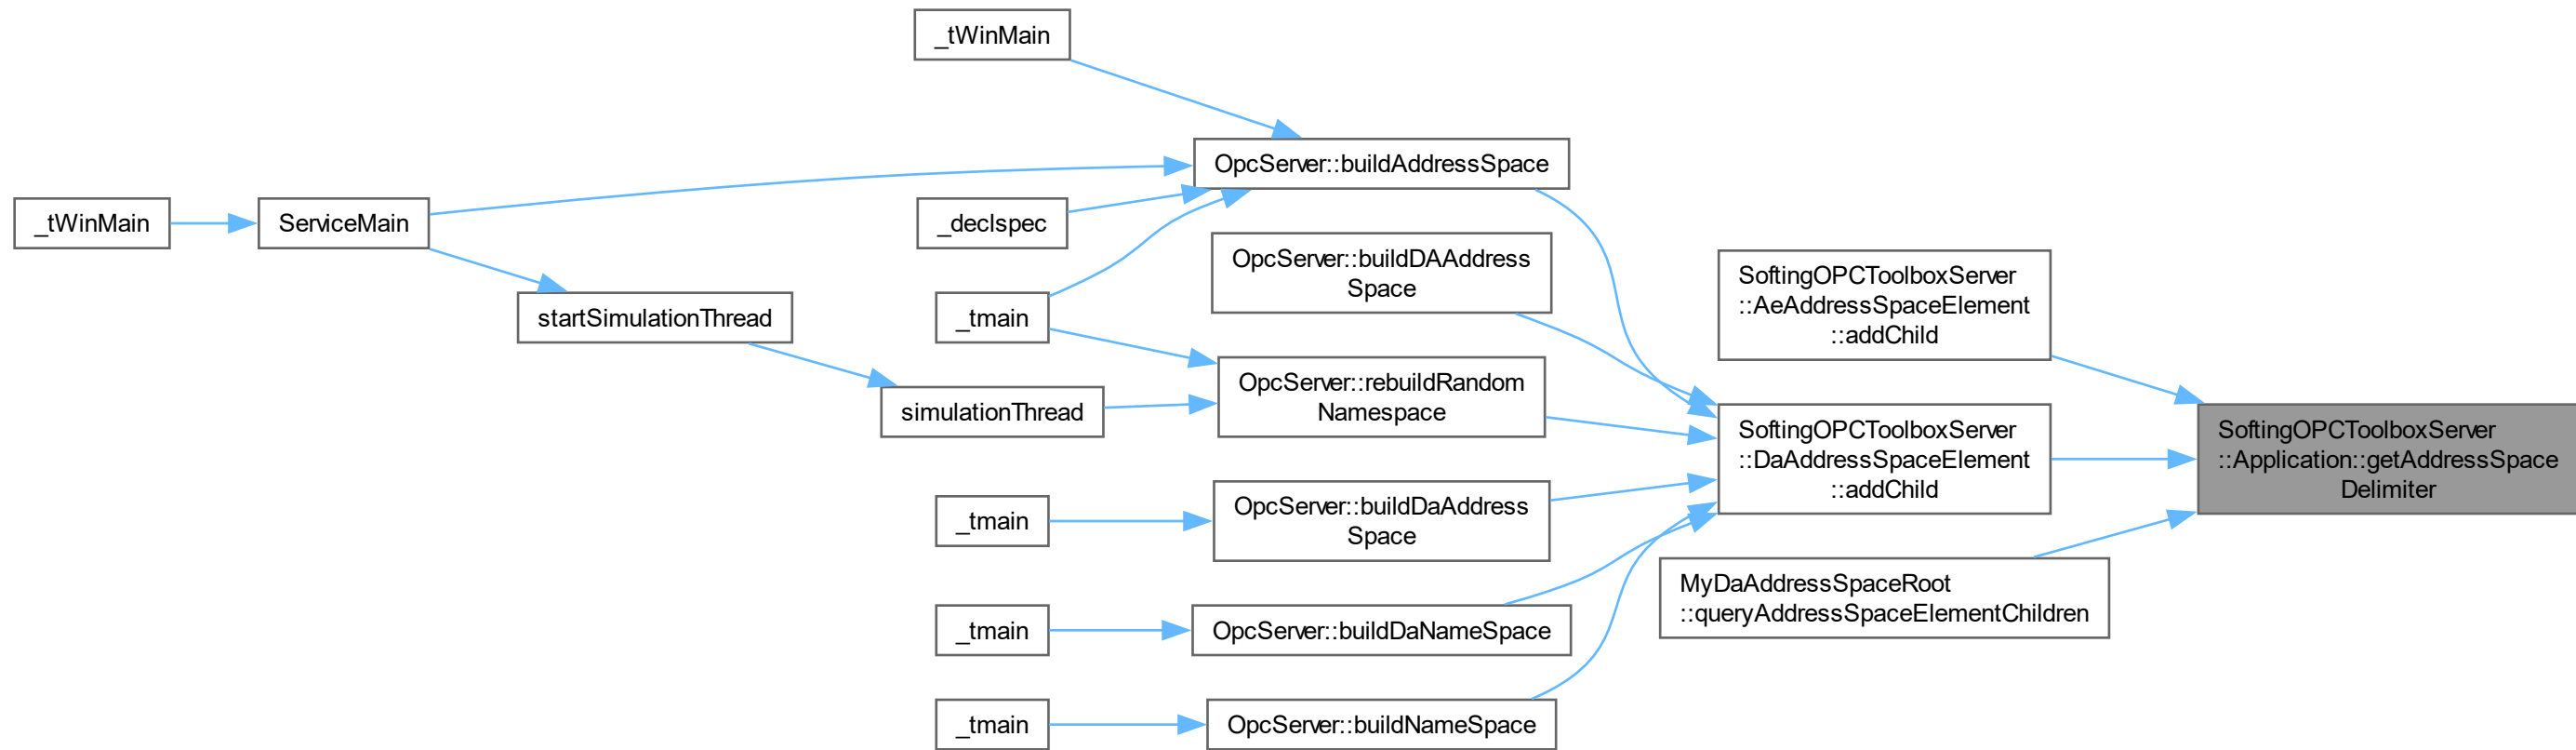 _tWinMain
OpcServer::buildAddressSpace
_tWinMain
ServiceMain
_declspec
OpcServer::buildDAAddress
Space
SoftingOPCToolboxServer
::AeAddressSpaceElement
::addChild
startSimulationThread
_tmain
OpcServer::rebuildRandom
Namespace
simulationThread
SoftingOPCToolboxServer
::DaAddressSpaceElement
::addChild
SoftingOPCToolboxServer
::Application::getAddressSpace
Delimiter
_tmain
OpcServer::buildDaAddress
Space
MyDaAddressSpaceRoot
::queryAddressSpaceElementChildren
_tmain
OpcServer::buildDaNameSpace
_tmain
OpcServer::buildNameSpace